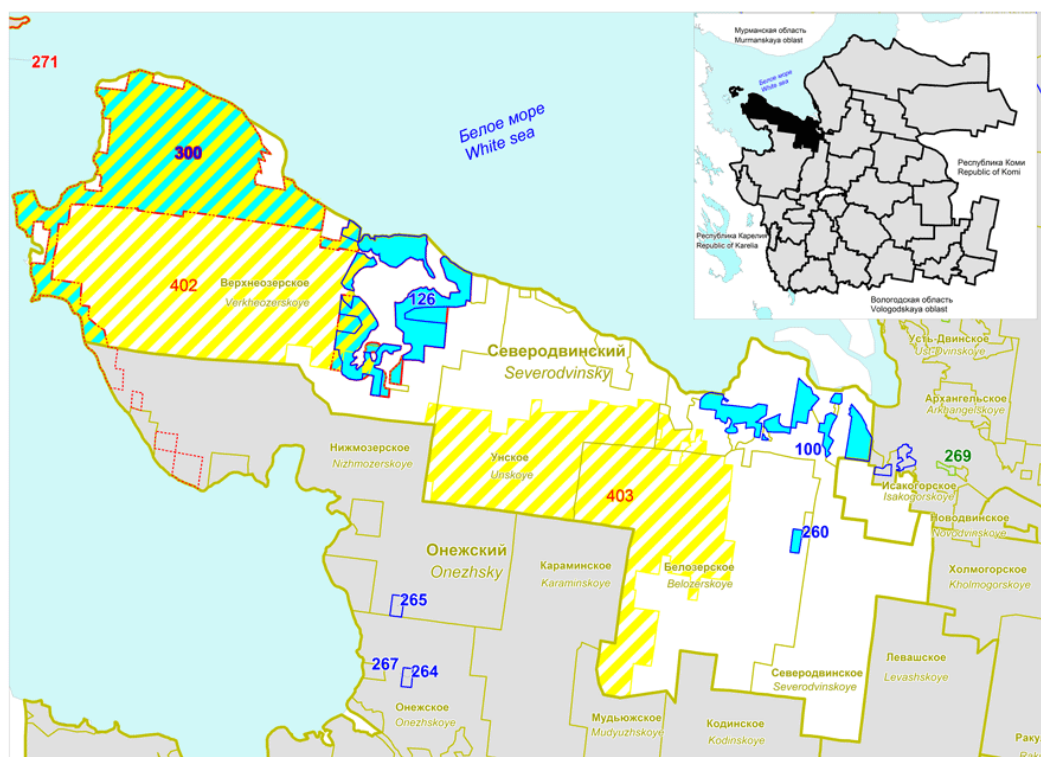 271
300
Белое море
White sea
402
Верхнеозерское
Verkheozerskoye
126
Северодвинский
Severodvinsky
Нижмозерское
Nizhmozerskoye
Унское
Unskoye
403
100
260
Белозерское
Belozerskoye
Онежский
Onezhsky
Караминское
Karaminskoye
265
267
264
Онежское
Onezhskoye
Мудьюжское
Mudyuzhskoye
Кодинское
Kodinskoye
Северодвинское
Severodvinskoye
Левашское
Levashskoye
Холмогорское
Kholmogorskoye
Новодвинское
Novodvinskoye
Исакогорское
Isakogorskoye
269
Архангельское
Arkhangelskoye
Усть-Двинское
Ust-Dvinskoye
Раку
Мурманская область
Murmanskaya oblast
Белое море
White sea
Республика Коми
Republic of Komi
Республика Карелия
Republic of Karelia
Вологодская область
Vologodskaya oblast